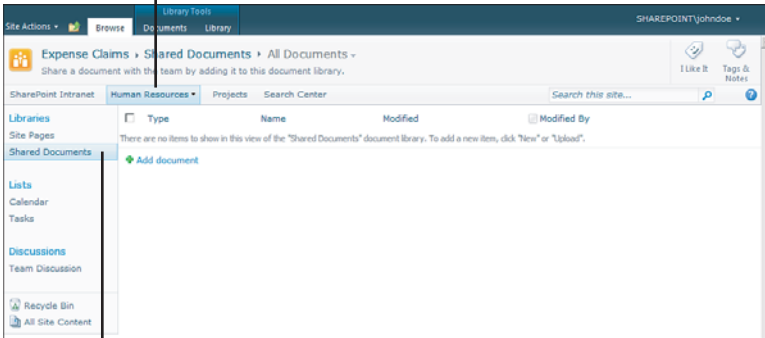 Library Tools
Site Actions Browse Documents Library SHAREPOINT\johndoe
Expense Claims Shared Documents All Documents
Share a document with the team by adding it to this document library.
I Like It Tags & Notes
SharePoint Intranet Human Resources Projects Search Center Search this site...
Libraries Type Name Modified Modified By
Site Pages
There are no items to show in this view of the "Shared Documents" document library. To add a new item, click "New" or "Upload".
Shared Documents
Add document
Lists
Calendar
Tasks
Discussions
Team Discussion
Recycle Bin
All Site Content